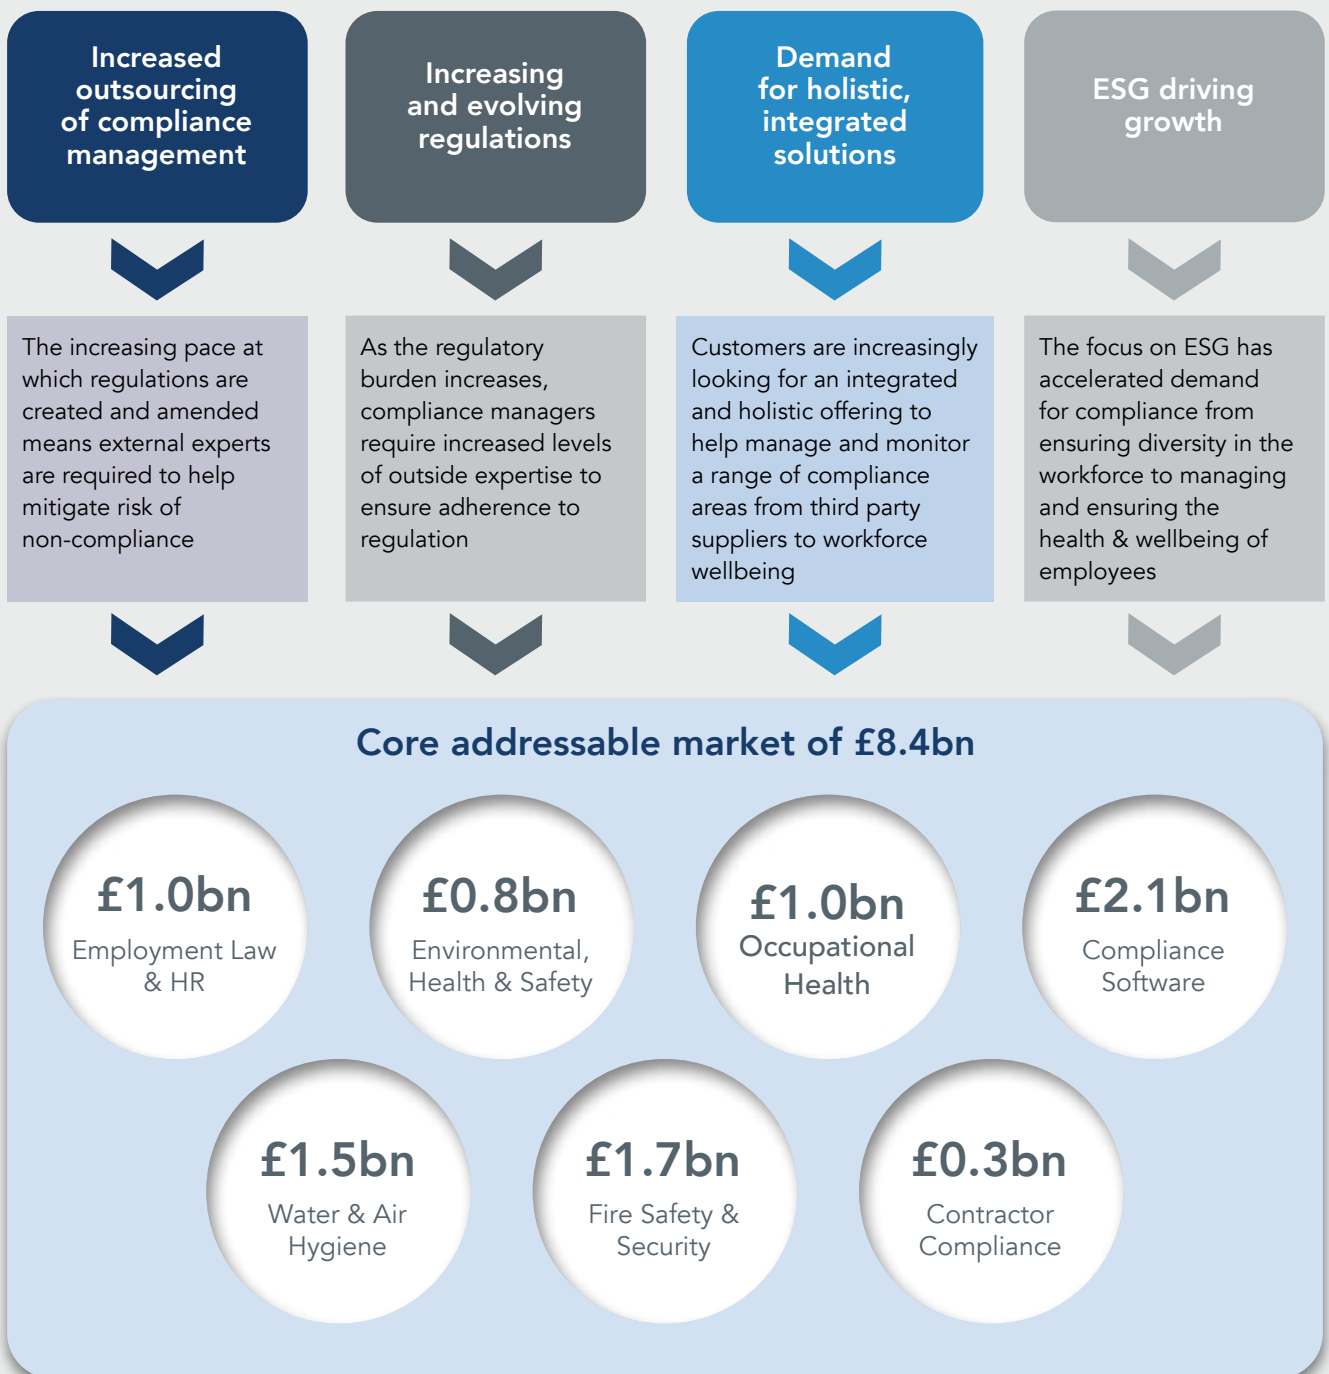 Increased
outsourcing
of compliance
management
Increasing
and evolving
regulations
Demand
for holistic,
integrated
solutions
ESG driving
growth
The increasing pace at
which regulations are
created and amended
means external experts
are required to help
mitigate risk of
non-compliance
As the regulatory
burden increases,
compliance managers
require increased levels
of outside expertise to
ensure adherence to
regulation
Customers are increasingly
looking for an integrated
and holistic offering to
help manage and monitor
a range of compliance
areas from third party
suppliers to workforce
wellbeing
The focus on ESG has
accelerated demand
for compliance from
ensuring diversity in the
workforce to managing
and ensuring the
health & wellbeing of
employees
Core addressable market of £8.4bn
£1.0bn
Employment Law
& HR
£0.8bn
Environmental,
Health & Safety
£1.0bn
Occupational
Health
£2.1bn
Compliance
Software
£1.5bn
Water & Air
Hygiene
£1.7bn
Fire Safety &
Security
£0.3bn
Contractor
Compliance